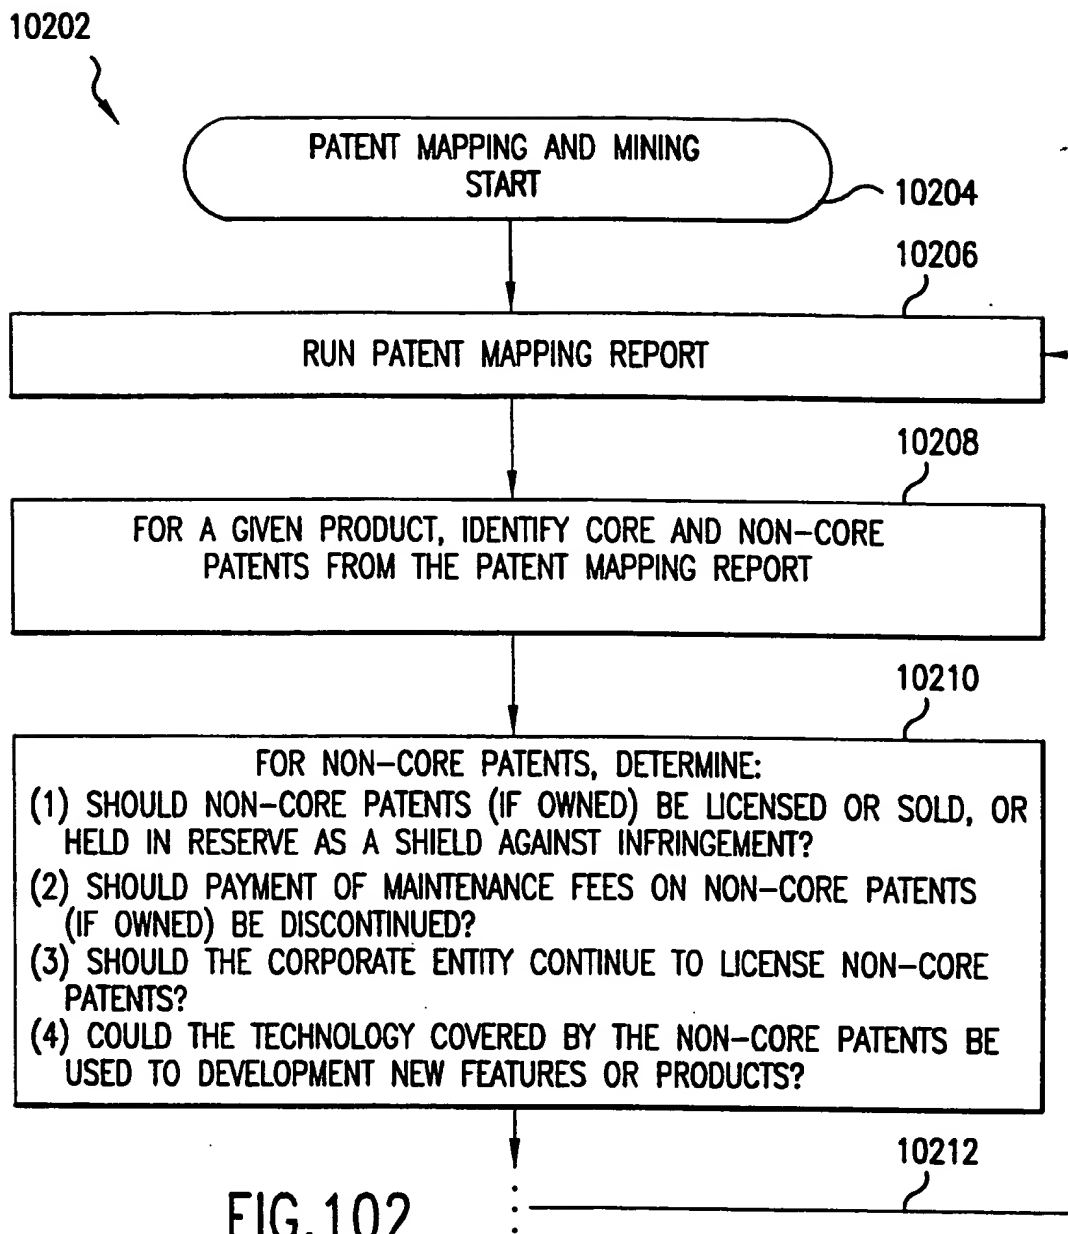 10202
PATENT MAPPING AND MINING
START
10204
10206
RUN PATENT MAPPING REPORT
10208
FOR A GIVEN PRODUCT, IDENTIFY CORE AND NON-CORE
PATENTS FROM THE PATENT MAPPING REPORT
10210
FOR NON-CORE PATENTS, DETERMINE:
(1) SHOULD NON-CORE PATENTS (IF OWNED) BE LICENSED OR SOLD, OR
HELD IN RESERVE AS A SHIELD AGAINST INFRINGEMENT?
(2) SHOULD PAYMENT OF MAINTENANCE FEES ON NON-CORE PATENTS
(IF OWNED) BE DISCONTINUED?
(3) SHOULD THE CORPORATE ENTITY CONTINUE TO LICENSE NON-CORE
PATENTS?
(4) COULD THE TECHNOLOGY COVERED BY THE NON-CORE PATENTS BE
USED TO DEVELOPMENT NEW FEATURES OR PRODUCTS?
10212
FIG.102